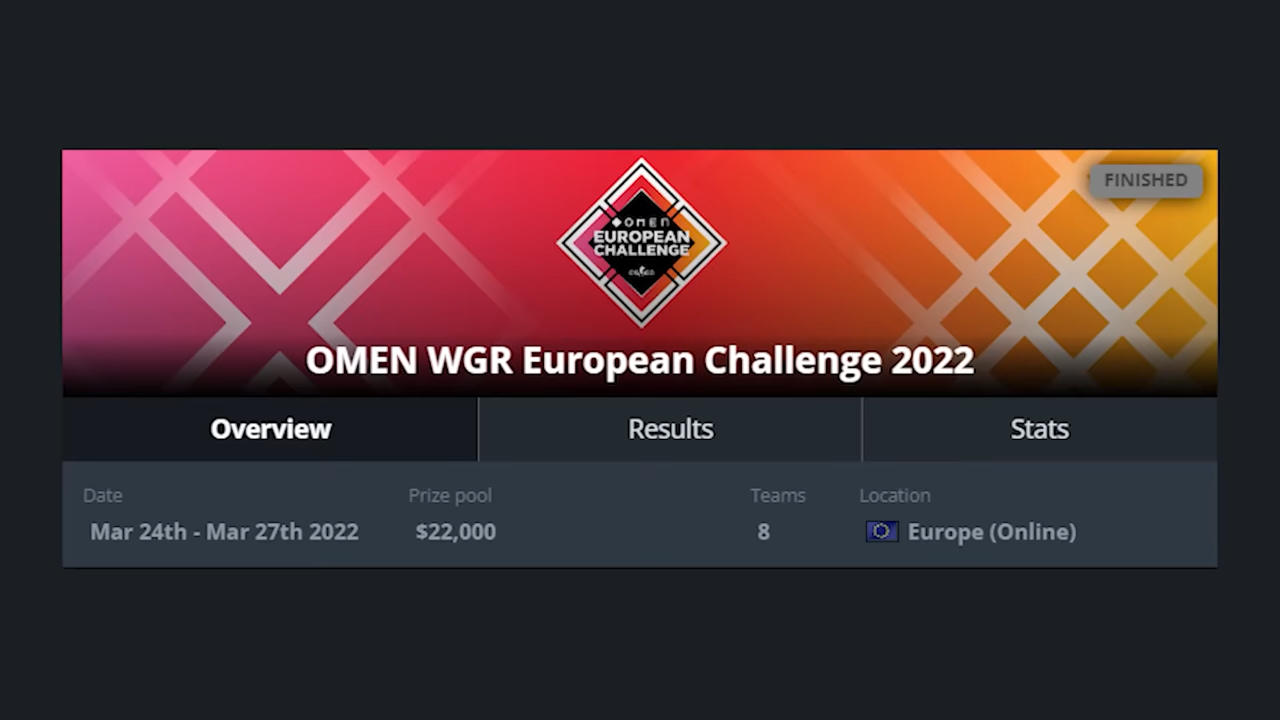 FINISHED
OMEN
EUROPEAN
CHALLENGE
OMEN WGR European Challenge 2022
Overview Results Stats
Date Prize pool Teams Location
Mar 24th - Mar 27th 2022 $22,000 8 Europe (Online)